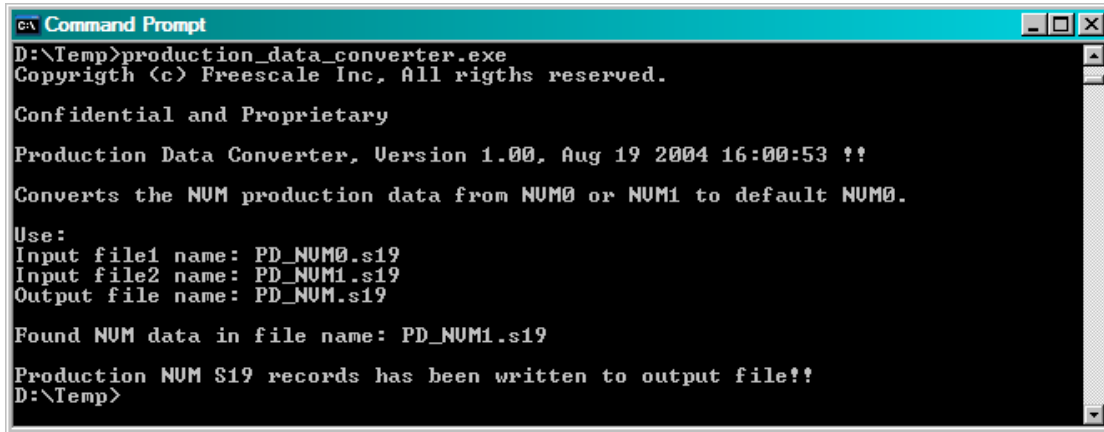 Command Prompt
D:\Temp>production_data_converter.exe
Copyrigth (c) Freescale Inc, All rigths reserved.
Confidential and Proprietary
Production Data Converter, Version 1.00, Aug 19 2004 16:00:53 !!
Converts the NVM production data from NVM0 or NVM1 to default NVM0.
Use:
Input file1 name: PD_NVM0.s19
Input file2 name: PD_NVM1.s19
Output file name: PD_NVM.s19
Found NVM data in file name: PD_NVM1.s19
Production NVM S19 records has been written to output file!!
D:\Temp>